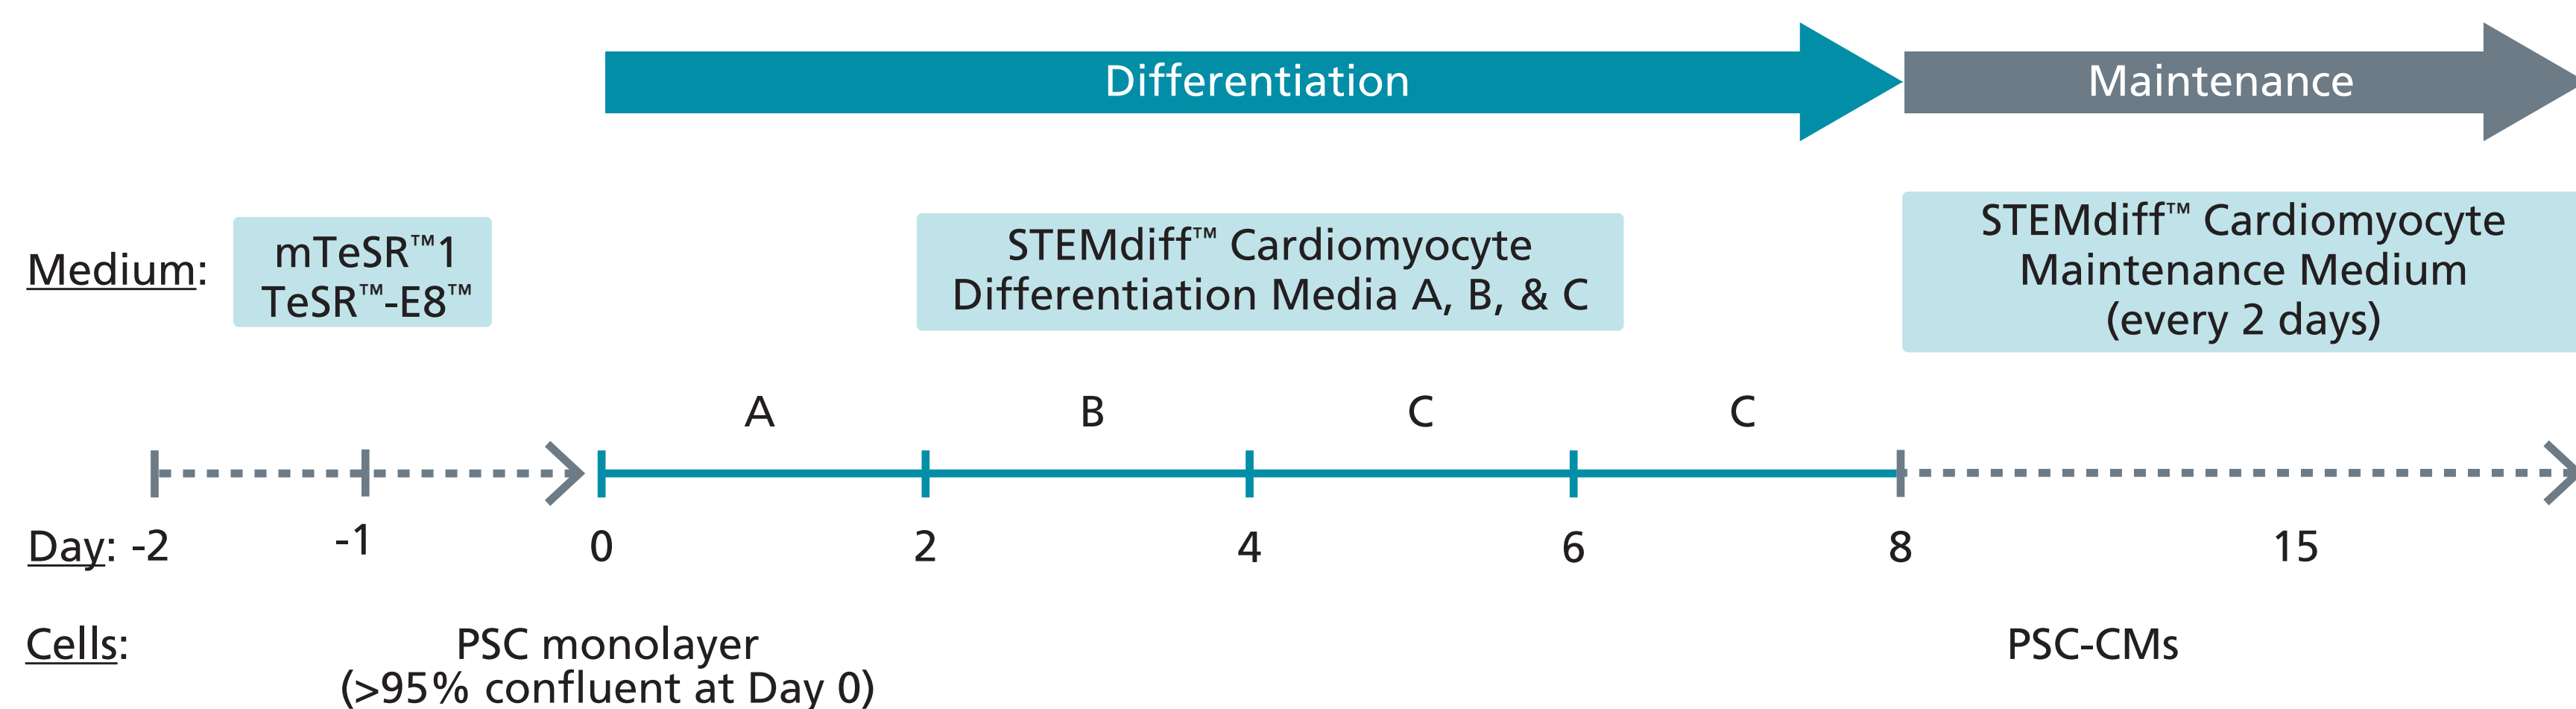 Differentiation
Maintenance
Medium:
mTeSR™1
TeSR™-E8™
STEMdiff™ Cardiomyocyte
Differentiation Media A, B, & C
STEMdiff™ Cardiomyocyte
Maintenance Medium
(every 2 days)
A B C C
Day: -2 -1 0 2 4 6 8 15
Cells:
PSC monolayer
(>95% confluent at Day 0)
PSC-CMs